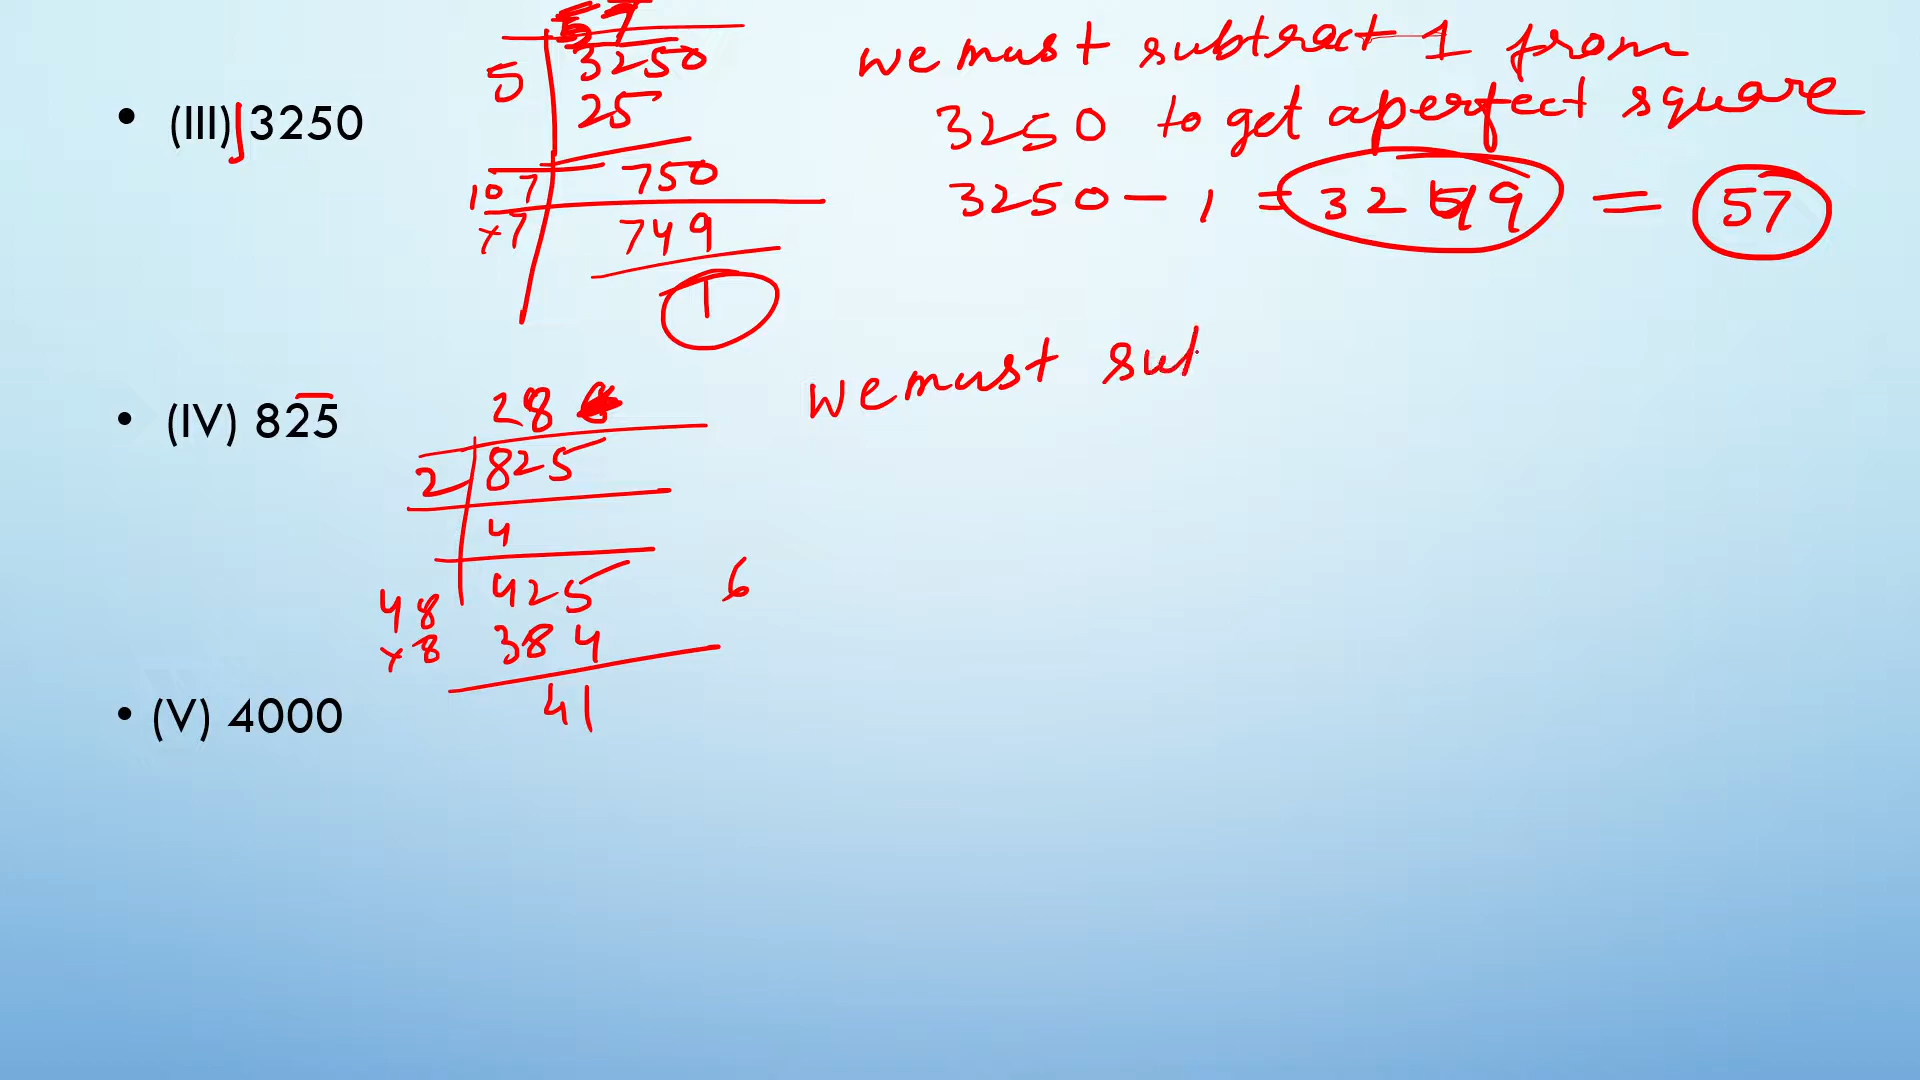 57
5 3250
25
107 750
×7 749
1
• (III) 3250
we must subtract 1 from
3250 to get a perfect square
3250 - 1 = 3249 = 57
we must sub
• (IV) 825
28
2 825
4
48 425
×8 384
41
6
• (V) 4000